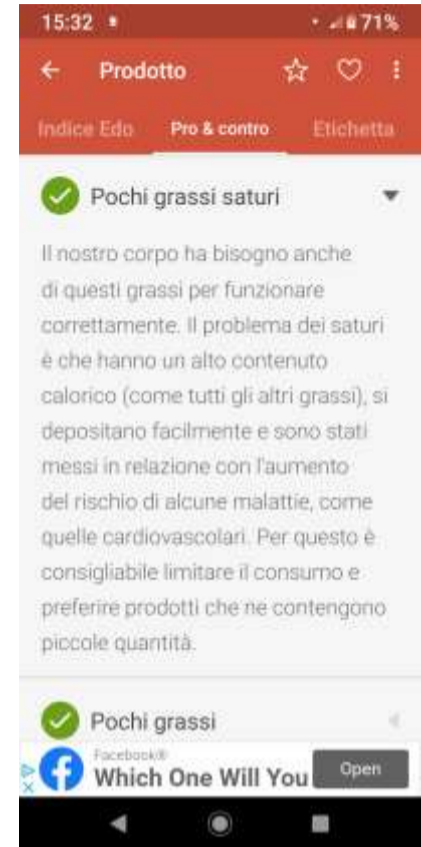 15:32 71%
Prodotto
Indice Edo Pro & contro Etichetta
Pochi grassi saturi
Il nostro corpo ha bisogno anche
di questi grassi per funzionare
correttamente. Il problema dei saturi
è che hanno un alto contenuto
calorico (come tutti gli altri grassi), si
depositano facilmente e sono stati
messi in relazione con l'aumento
del rischio di alcune malattie, come
quelle cardiovascolari. Per questo è
consigliabile limitare il consumo e
preferire prodotti che ne contengono
piccole quantità.
Pochi grassi
Facebook®
Which One Will You
Open